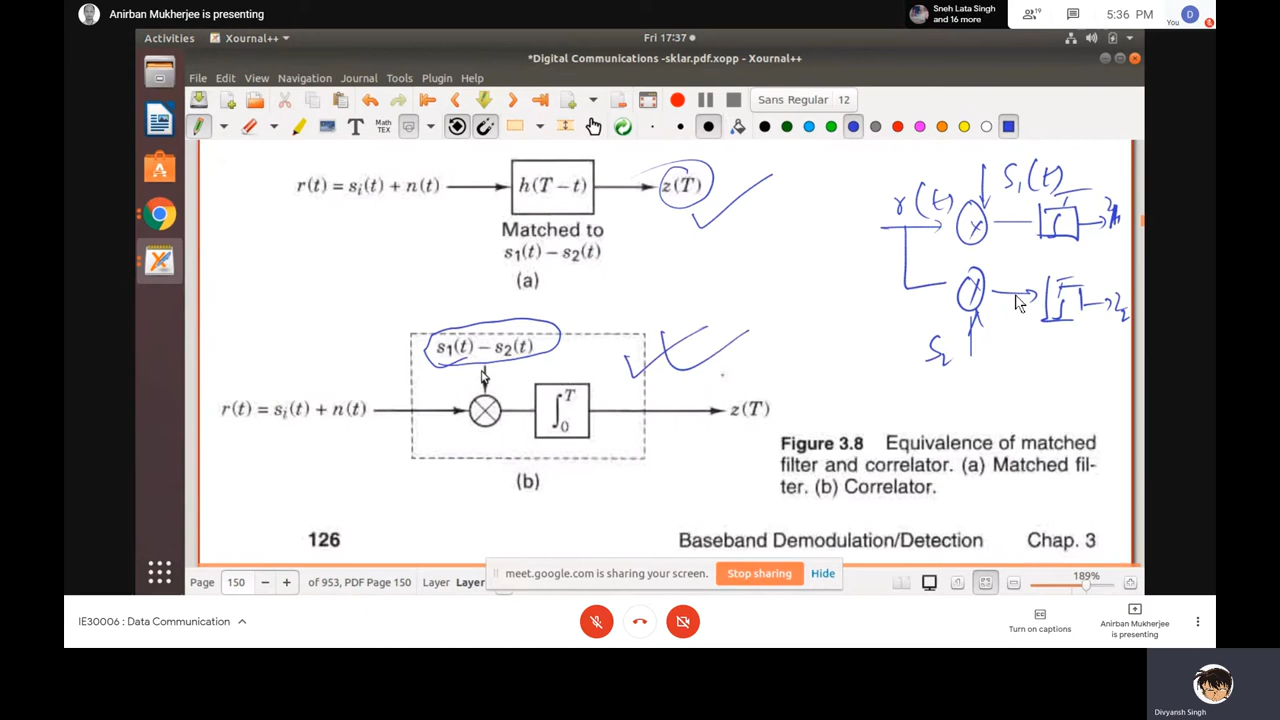 Anirban Mukherjee is presenting
Sneh Lata Singh
and 16 more
19
5:36 PM
You
D
Activities
Xournal++
Fri 17:37
*Digital Communications -sklar.pdf.xopp - Xournal++
File Edit View Navigation Journal Tools Plugin Help
T
Math
TEX
Sans Regular 12
r(t) = si(t) + n(t)
h(T − t)
z(T)
Matched to
s1(t) − s2(t)
(a)
r(t)
S1(t)
S2
s1(t) − s2(t)
r(t) = si(t) + n(t)
∫0T
z(T)
(b)
Figure 3.8 Equivalence of matched
filter and correlator. (a) Matched fil-
ter. (b) Correlator.
126 Baseband Demodulation/Detection Chap. 3
meet.google.com is sharing your screen. Stop sharing Hide
Page 150 of 953, PDF Page 150 Layer
189%
IE30006 : Data Communication
Turn on captions
Anirban Mukherjee
is presenting
Divyansh Singh